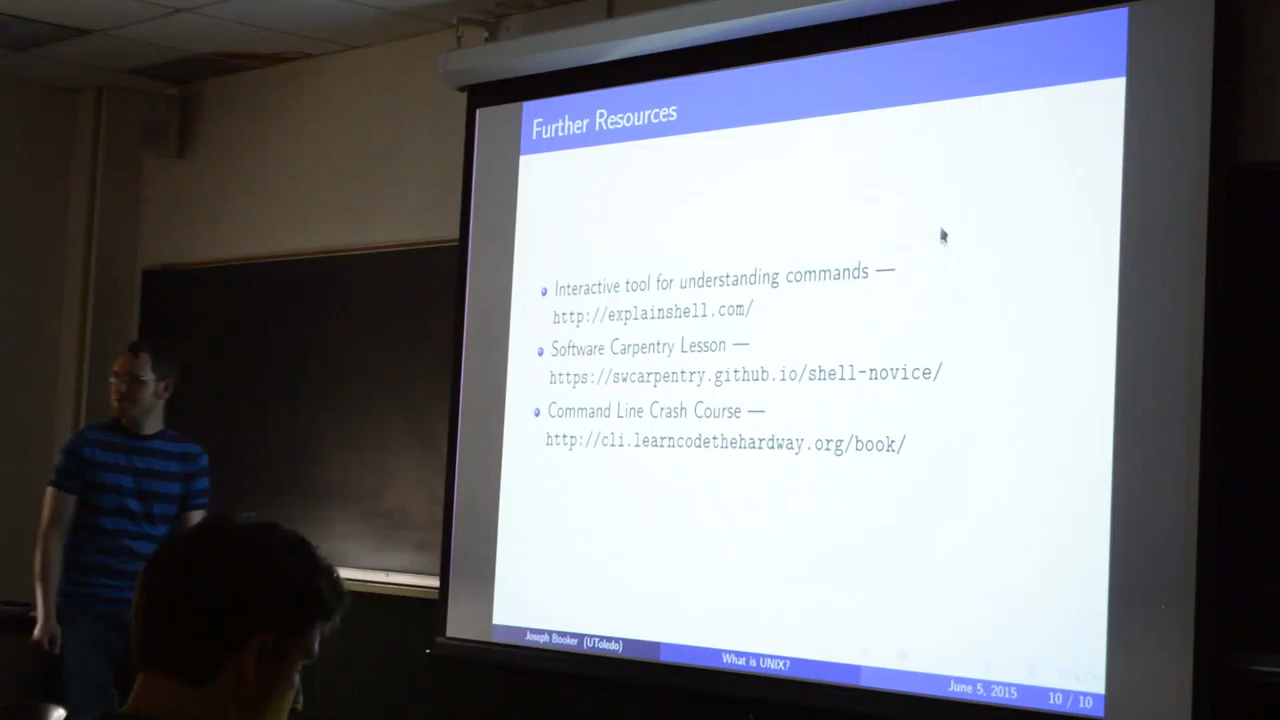 Further Resources
Interactive tool for understanding commands —
http://explainshell.com/
Software Carpentry Lesson —
https://swcarpentry.github.io/shell-novice/
Command Line Crash Course —
http://cli.learncodethehardway.org/book/
Joseph Booker (UToledo)
What is UNIX?
June 5, 2015
10 / 10